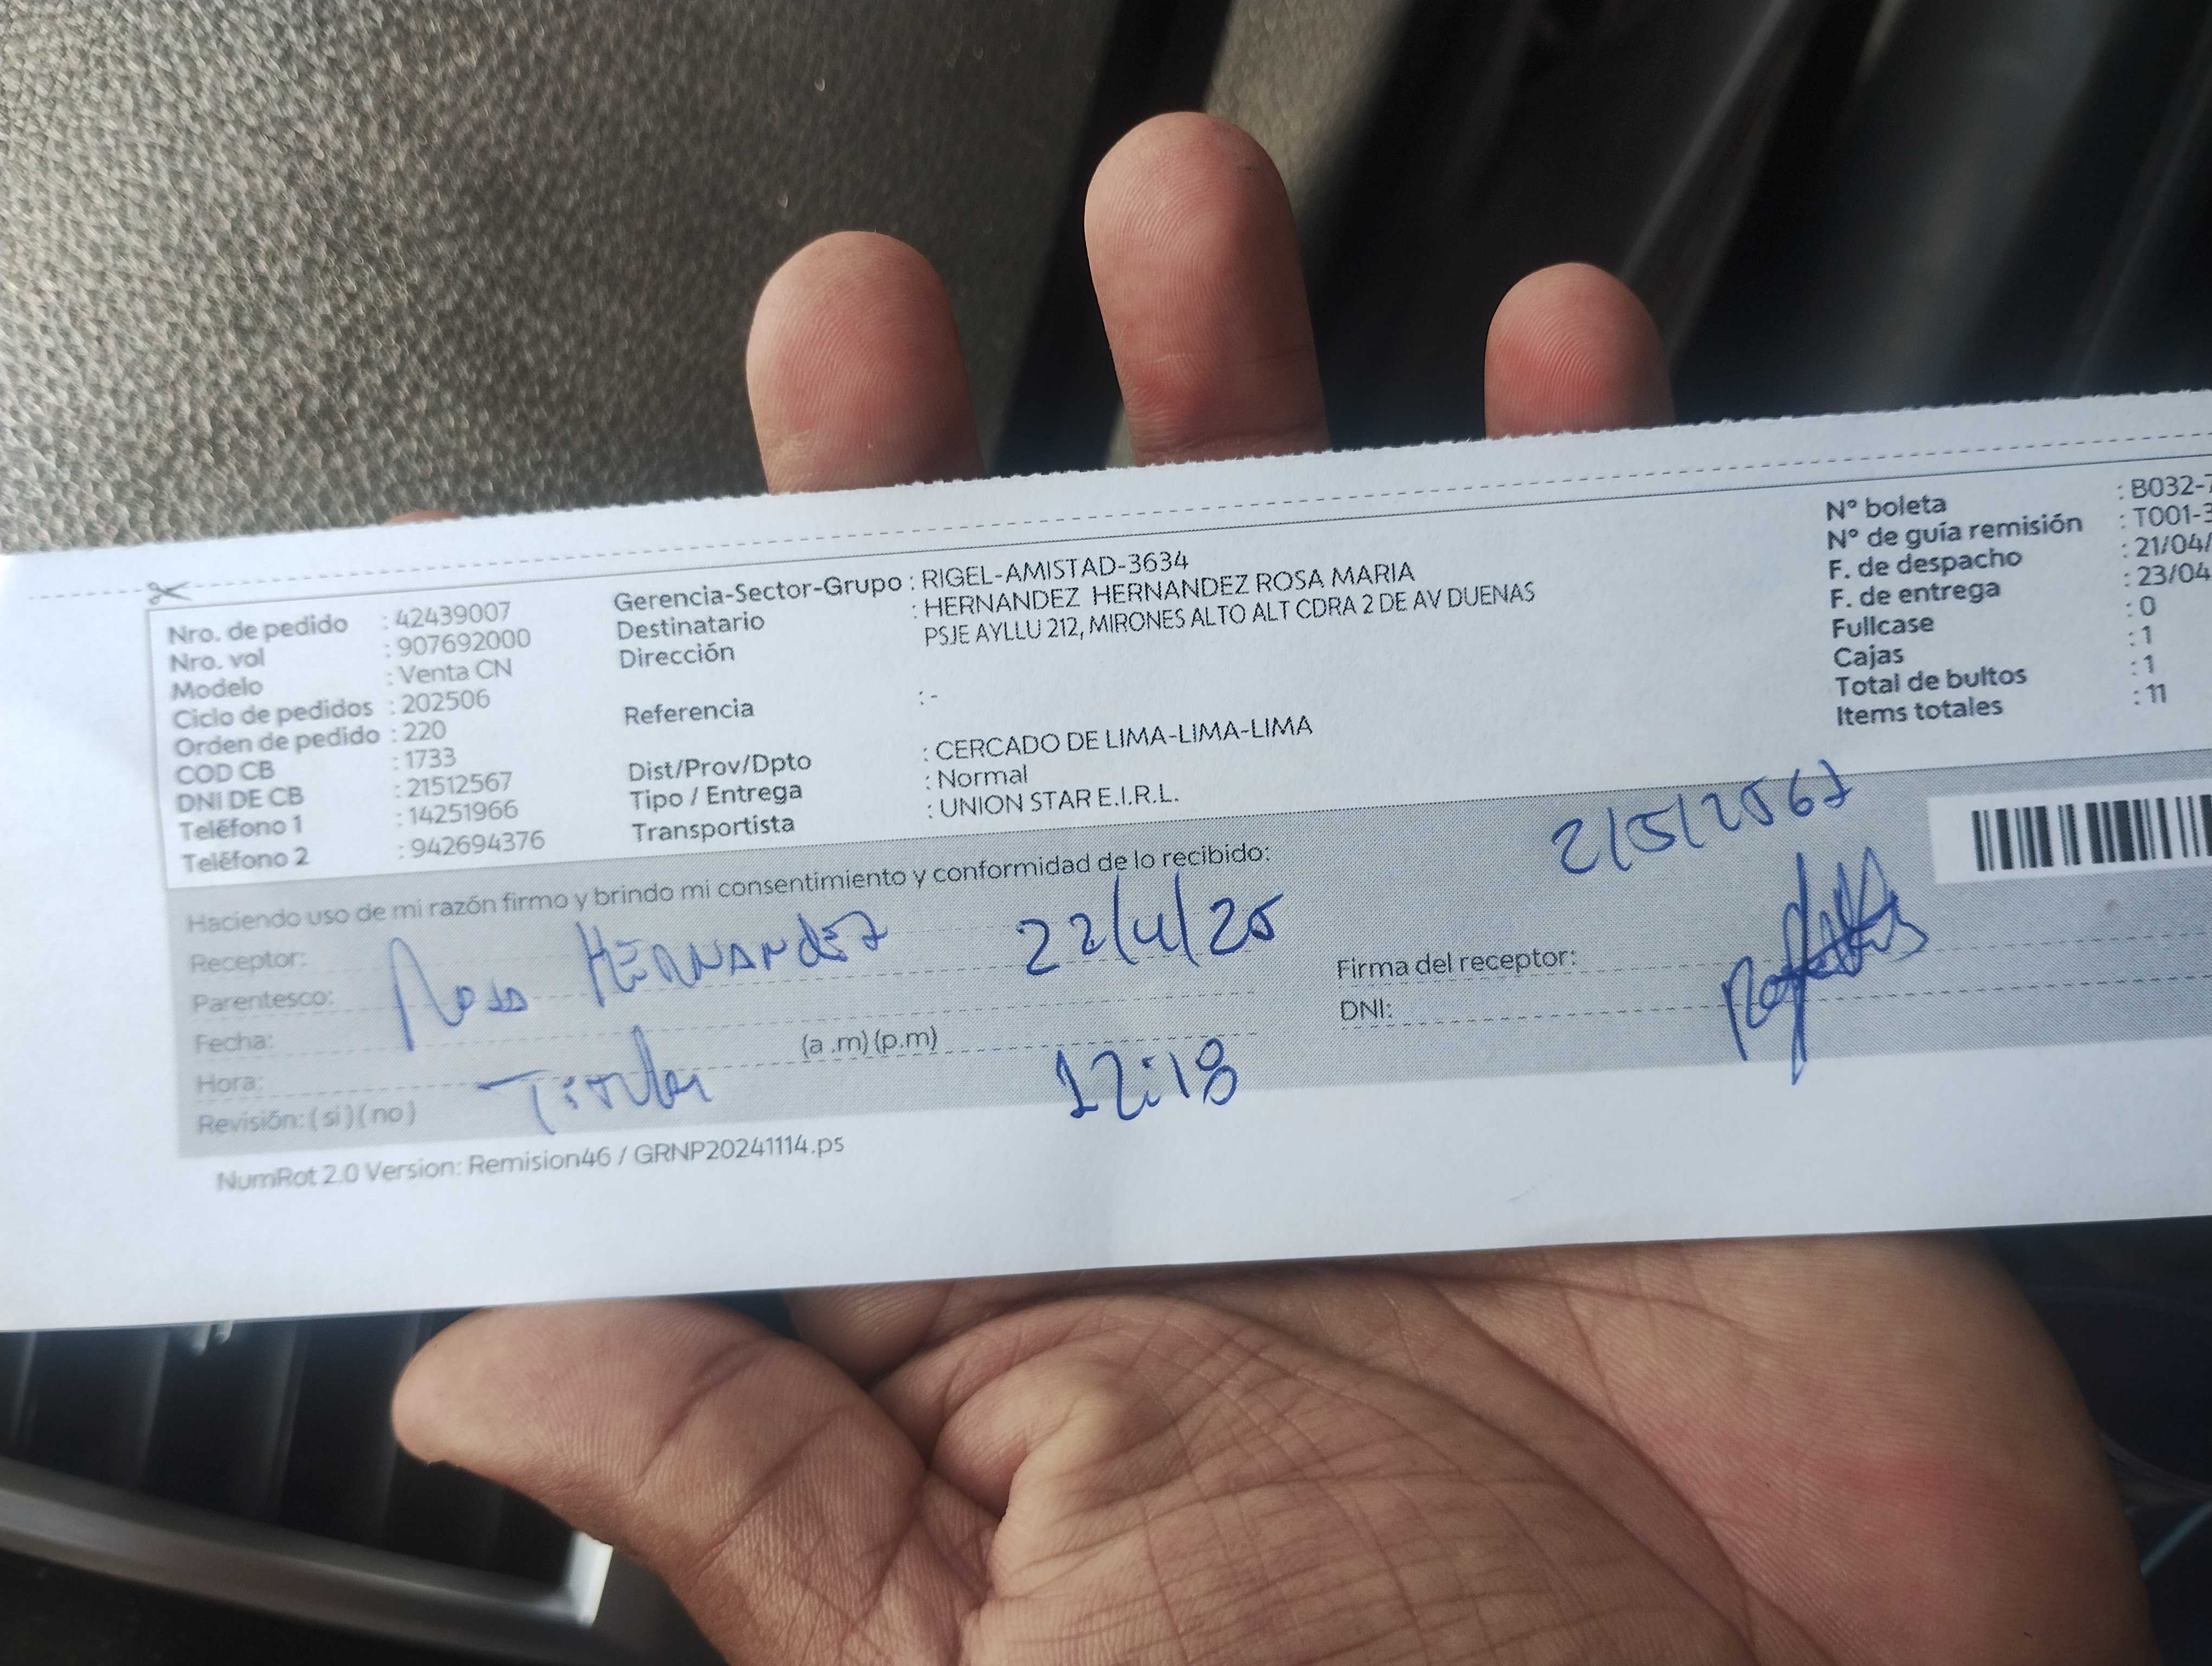 Nro. de pedido : 42439007
Nro. vol : 907692000
Modelo : Venta CN
Ciclo de pedidos : 202506
Orden de pedido : 220
COD CB : 1733
DNI DE CB : 21512567
Teléfono 1 : 14251966
Teléfono 2 : 942694376
Gerencia-Sector-Grupo : RIGEL-AMISTAD-3634
Destinatario : HERNANDEZ HERNANDEZ ROSA MARIA
Dirección PSJE AYLLU 212, MIRONES ALTO ALT CDRA 2 DE AV DUENAS
Referencia : -
Dist/Prov/Dpto : CERCADO DE LIMA-LIMA-LIMA
Tipo / Entrega : Normal
Transportista : UNION STAR E.I.R.L.
Nº boleta : B032-7
Nº de guía remisión : T001-3
F. de despacho : 21/04/
F. de entrega : 23/04
Fullcase : 0
Cajas : 1
Total de bultos : 1
Items totales : 11
Haciendo uso de mi razón firmo y brindo mi consentimiento y conformidad de lo recibido:
Receptor:
Parentesco:
Fecha:
Hora: (a .m) (p.m)
Revisión: ( si ) ( no )
Rosa HERNANDEZ
22/4/25
Titular
12:18
21512567
Firma del receptor:
DNI:
NumRot 2.0 Version: Remision46 / GRNP20241114.ps